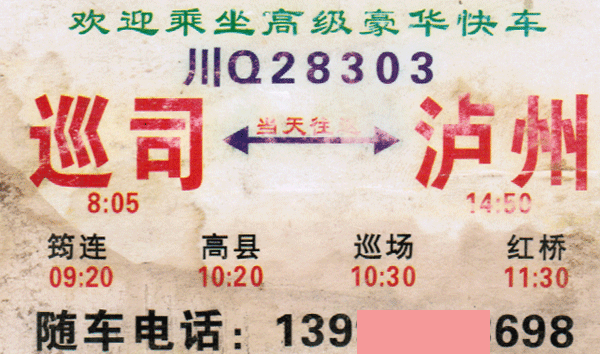 欢迎乘坐高级豪华快车
川Q28303
巡司 当天往返 泸州
8:05 14:50
筠连 高县 巡场 红桥
09:20 10:20 10:30 11:30
随车电话：139 698